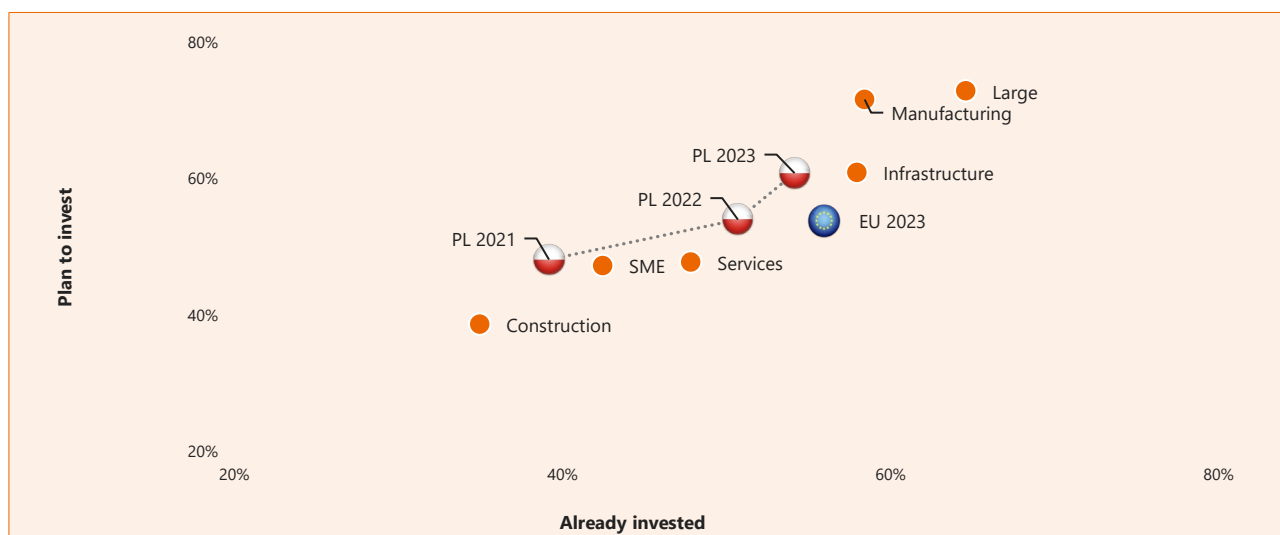 80%
Large
Manufacturing
PL 2023
60%
Infrastructure
PL 2022
EU 2023
PL 2021
SME
Services
Plan to invest
40%
Construction
20%
20%
40%
60%
80%
Already invested